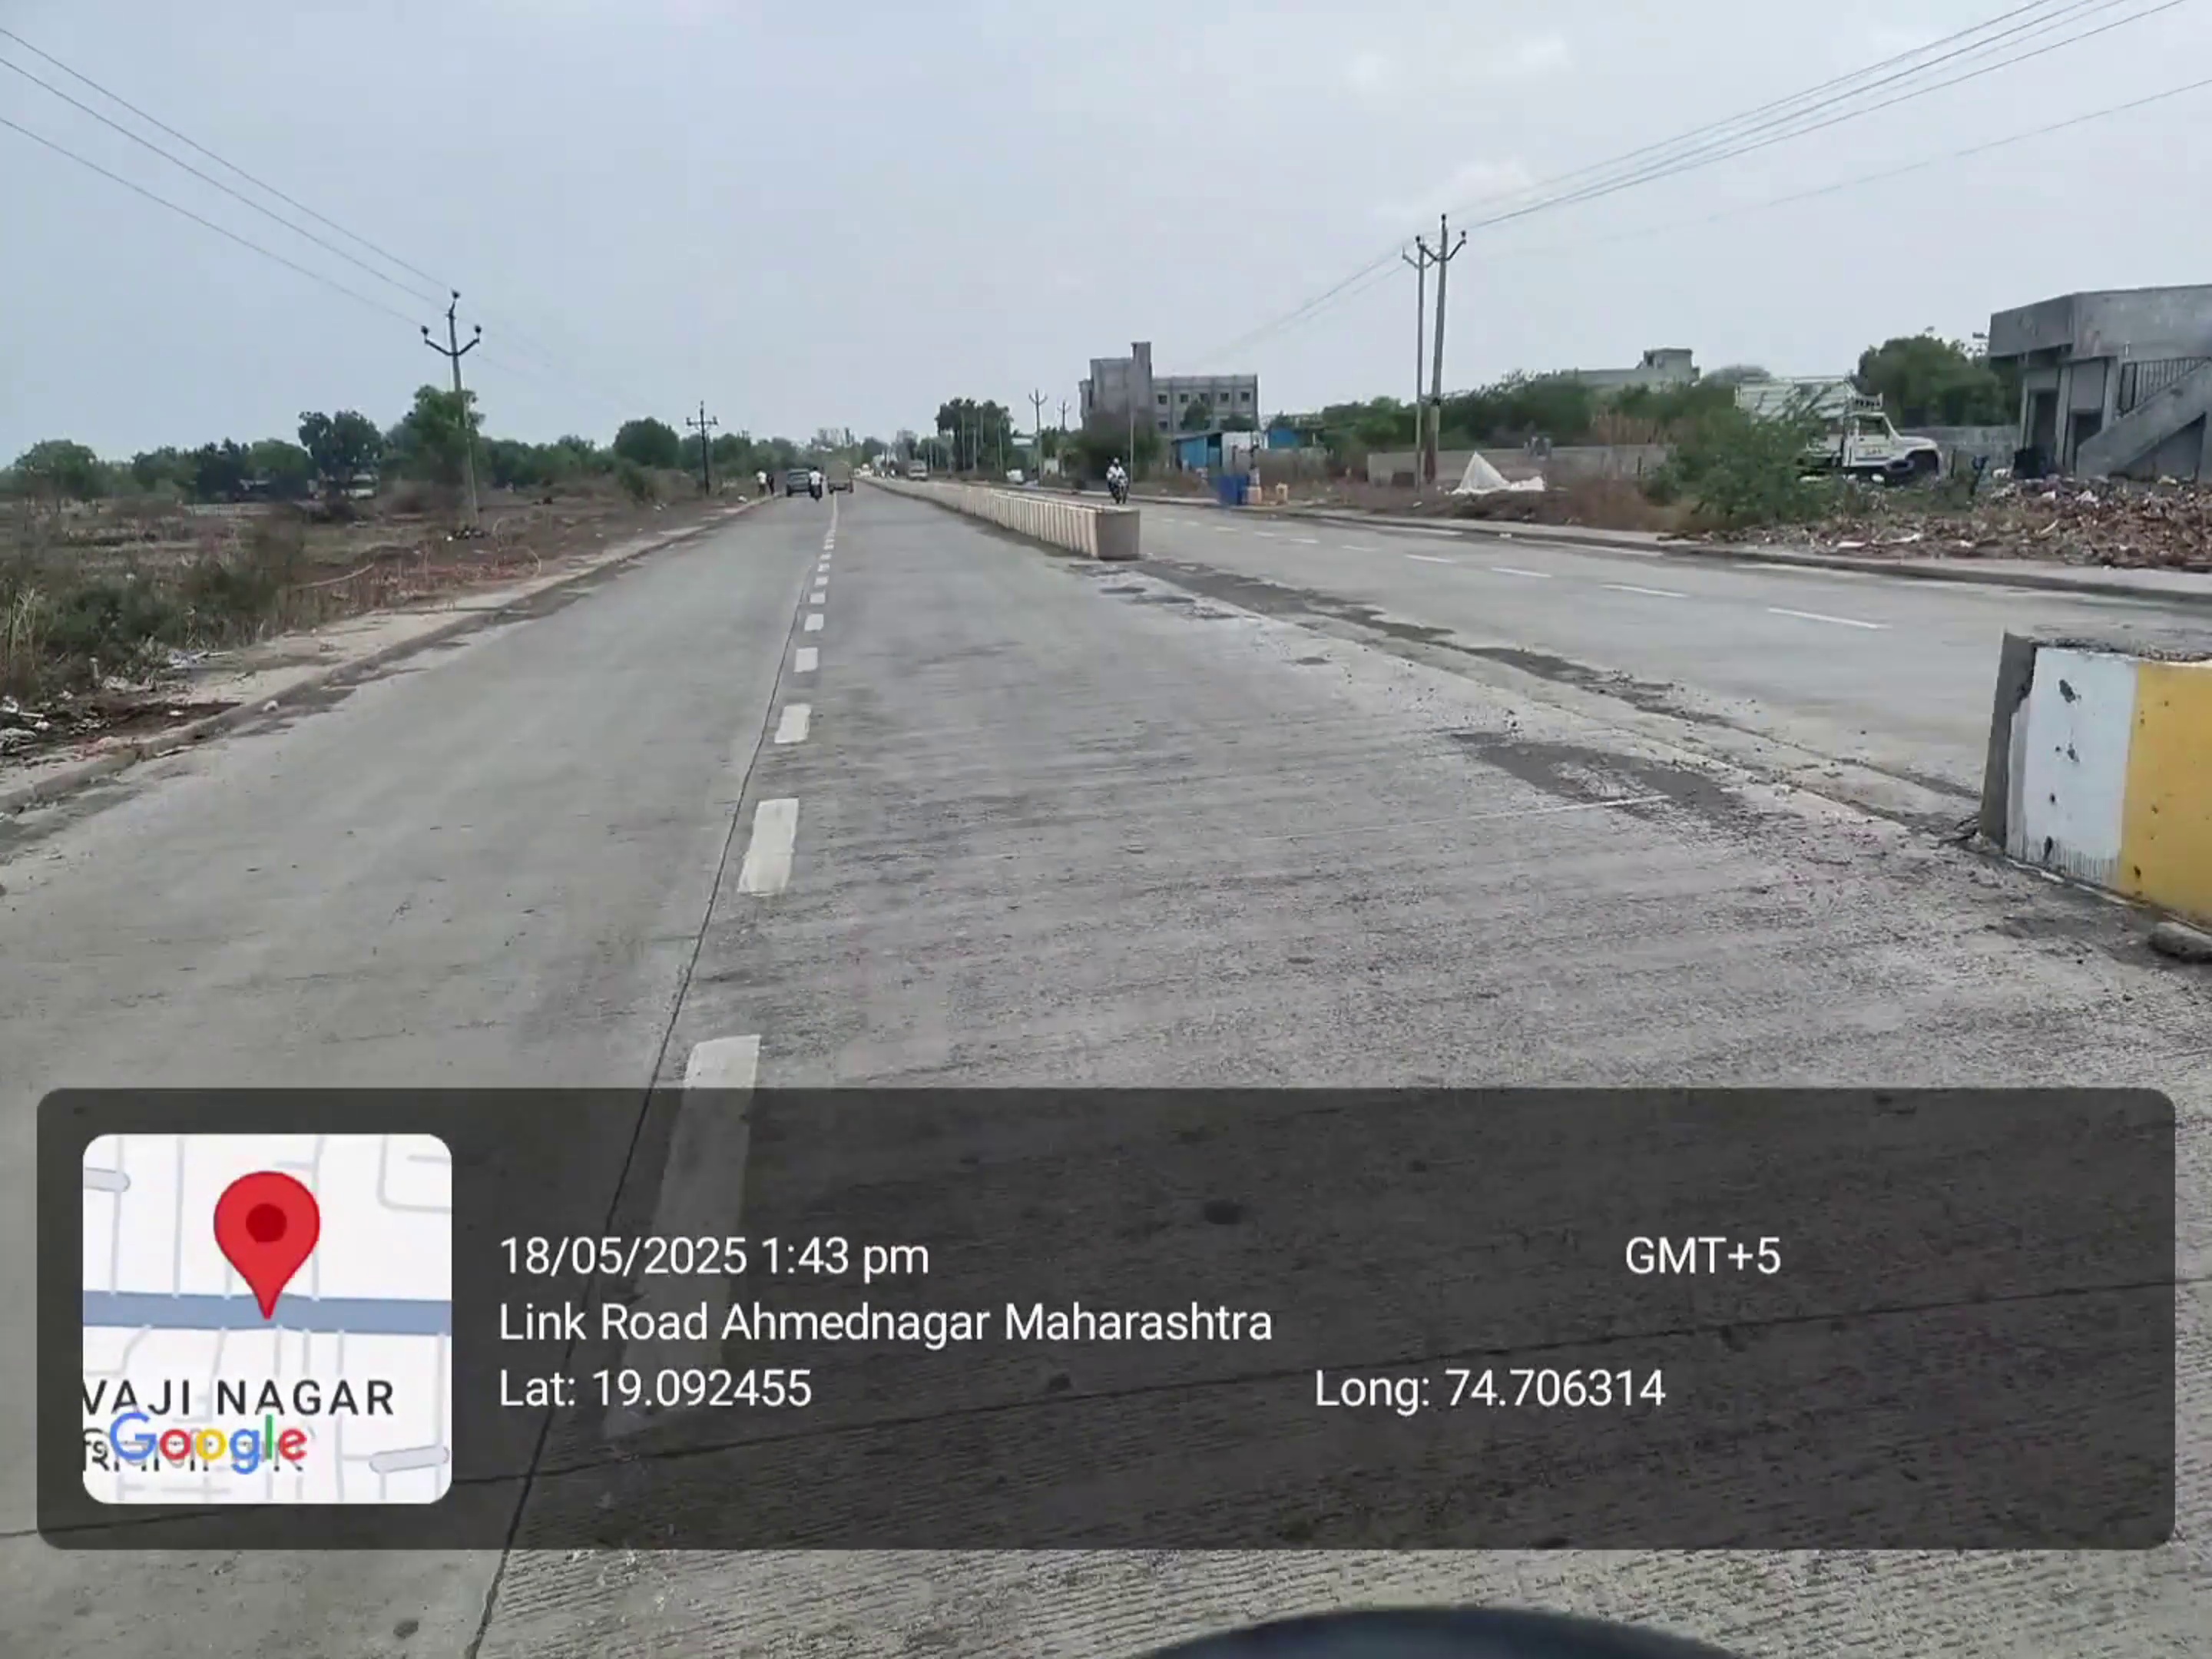 18/05/2025 1:43 pm GMT+5
Link Road Ahmednagar Maharashtra
Lat: 19.092455 Long: 74.706314
VAJI NAGAR
Google